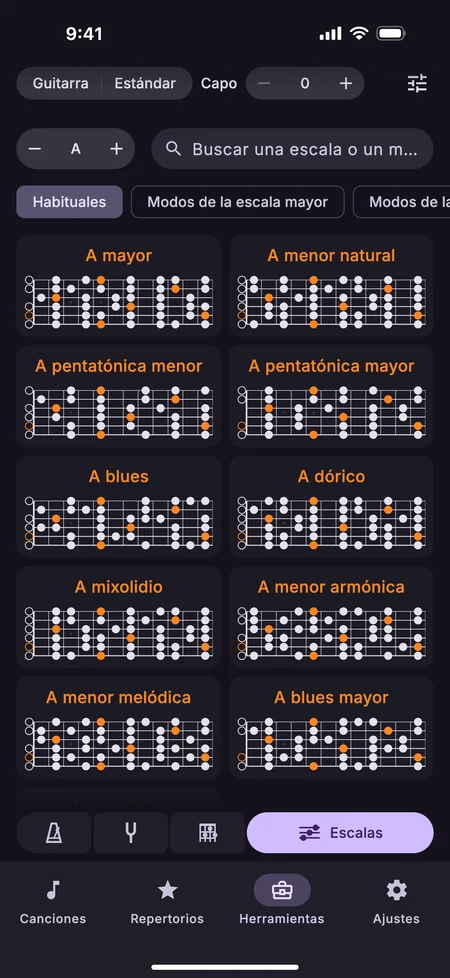 9:41
Guitarra Estándar Capo 0
A Buscar una escala o un m...
Habituales Modos de la escala mayor Modos de la
A mayor A menor natural
A pentatónica menor A pentatónica mayor
A blues A dórico
A mixolidio A menor armónica
A menor melódica A blues mayor
Escalas
Canciones Repertorios Herramientas Ajustes